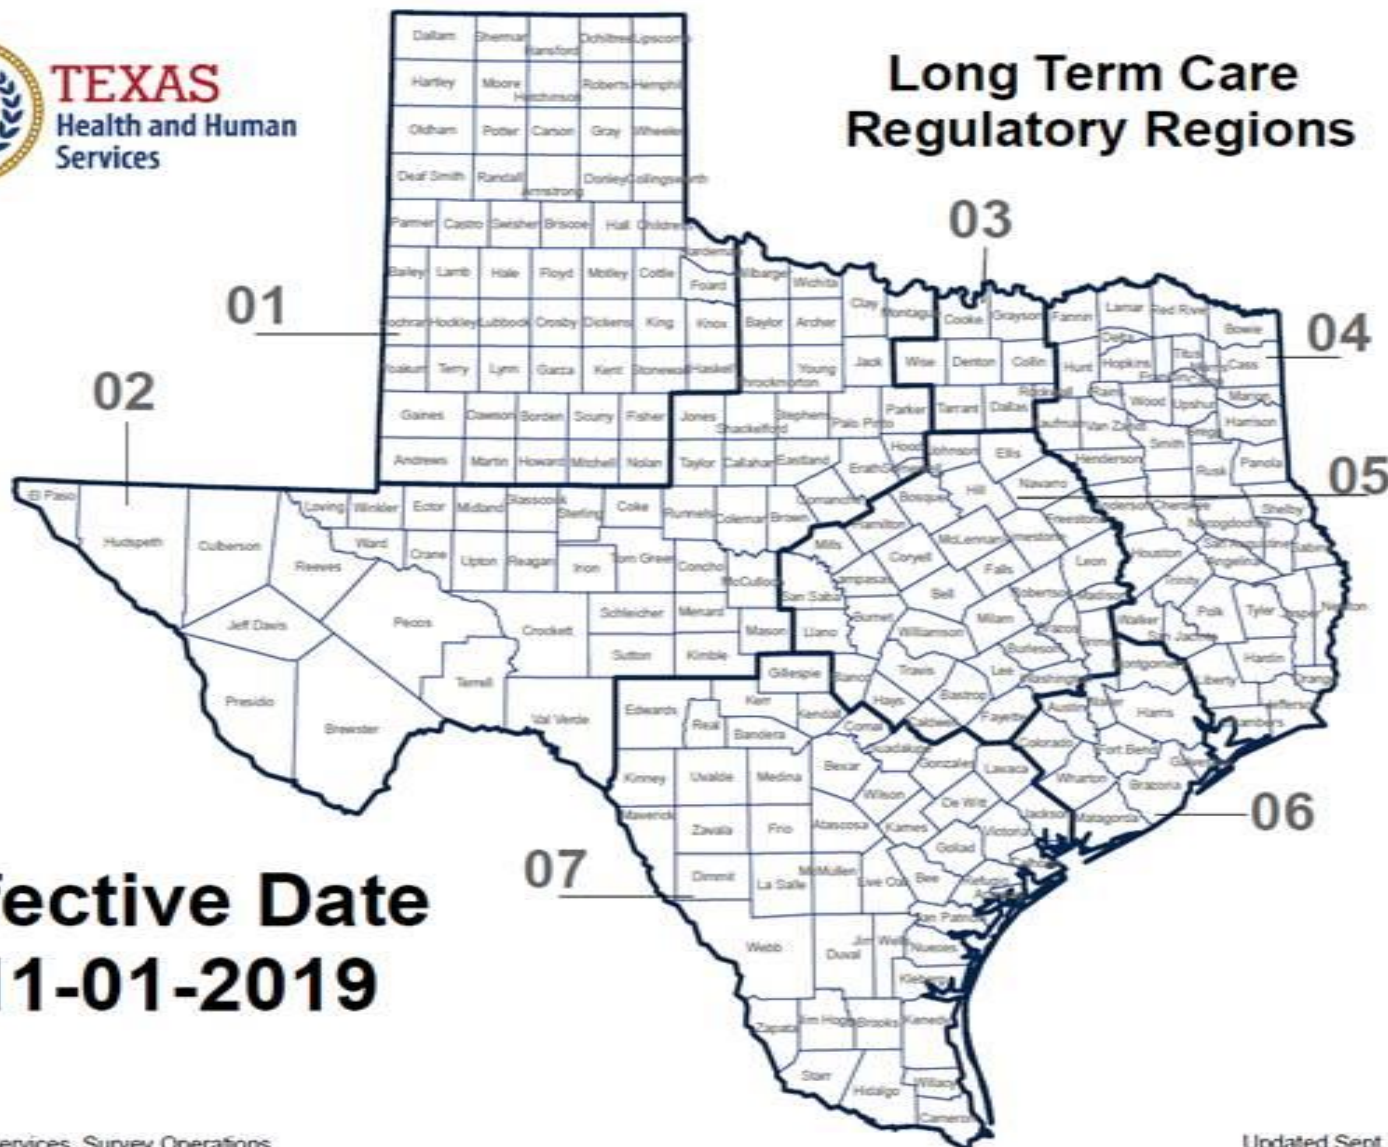 TEXAS
Health and Human
Services
Long Term Care
Regulatory Regions
03
01
04
02
05
06
07
fective Date
11-01-2019
ervices, Survey Operations
Updated Sept
Dallam Sherman Hansford Ochiltree Lipscomb
Hartley Moore Hutchinson Roberts Hemphill
Oldham Potter Carson Gray Wheeler
Deaf Smith Randall Armstrong Donley Collingsworth
Parmer Castro Swisher Briscoe Hall Childress
Bailey Lamb Hale Floyd Motley Cottle Foard Wilbarger Wichita Clay Montague Cooke Grayson Fannin Lamar Red River Bowie
Cochran Hockley Lubbock Crosby Dickens King Knox Baylor Archer Jack Wise Denton Collin Hunt Delta Hopkins Titus Cass
Yoakum Terry Lynn Garza Kent Stonewall Haskell Throckmorton Young
Gaines Dawson Borden Scurry Fisher Jones Shackelford Stephens Palo Pinto Parker Tarrant Dallas Rockwall Kaufman Van Zandt Rains Wood Upshur Marion Harrison
Andrews Martin Howard Mitchell Nolan Taylor Callahan Eastland Erath Hood Johnson Ellis Henderson Smith Rusk Panola
El Paso Hudspeth Culberson Reeves Loving Winkler Ector Midland Glasscock Sterling Coke Runnels Coleman Brown Comanche Bosque Hill Navarro Freestone Cherokee Shelby
Ward Crane Upton Reagan Irion Tom Green Concho McCulloch Mills Hamilton Coryell McLennan Limestone Falls Leon Houston Angelina
Jeff Davis Pecos Crockett Schleicher Menard Mason San Saba Lampasas Bell Robertson Madison Trinity
Presidio Brewster Terrell Val Verde Sutton Kimble Llano Burnet Williamson Milam Burleson Walker San Jacinto Polk Tyler Jasper Newton
Gillespie Blanco Travis Lee Washington Montgomery Liberty Hardin Orange
Edwards Real Kerr Bandera Kendall Comal Hays Bastrop Caldwell Fayette Austin Waller Harris Chambers Jefferson
Kinney Uvalde Medina Bexar Guadalupe Gonzales Lavaca Colorado Fort Bend Galveston
Maverick Zavala Frio Atascosa Wilson Karnes De Witt Victoria Jackson Wharton Brazoria Matagorda
Dimmit La Salle McMullen Live Oak Bee Goliad Refugio Calhoun
Webb Duval Jim Wells San Patricio Nueces Kleberg
Zapata Jim Hogg Brooks Kenedy
Starr Hidalgo Willacy Cameron